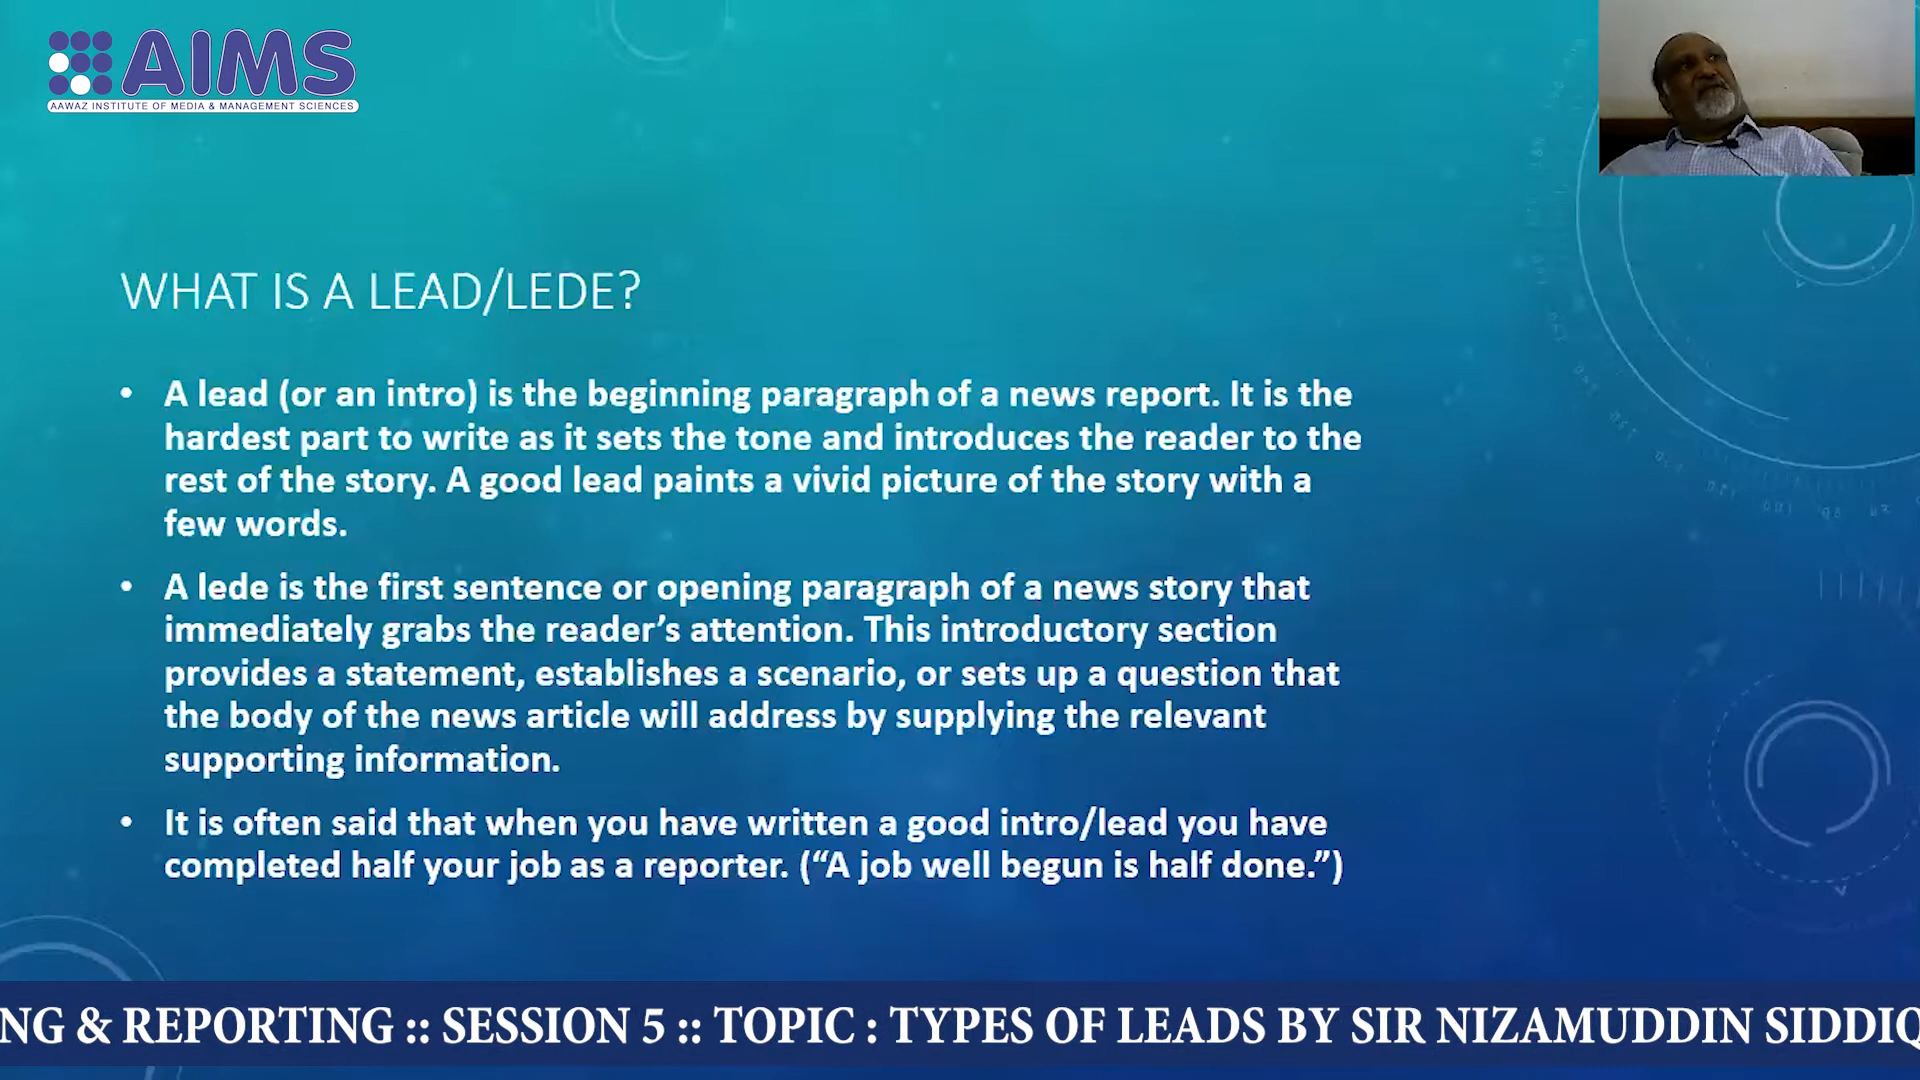 AIMS
AAWAZ INSTITUTE OF MEDIA & MANAGEMENT SCIENCES
WHAT IS A LEAD/LEDE?
• A lead (or an intro) is the beginning paragraph of a news report. It is the
hardest part to write as it sets the tone and introduces the reader to the
rest of the story. A good lead paints a vivid picture of the story with a
few words.
• A lede is the first sentence or opening paragraph of a news story that
immediately grabs the reader’s attention. This introductory section
provides a statement, establishes a scenario, or sets up a question that
the body of the news article will address by supplying the relevant
supporting information.
• It is often said that when you have written a good intro/lead you have
completed half your job as a reporter. (“A job well begun is half done.”)
NG & REPORTING :: SESSION 5 :: TOPIC : TYPES OF LEADS BY SIR NIZAMUDDIN SIDDIQ